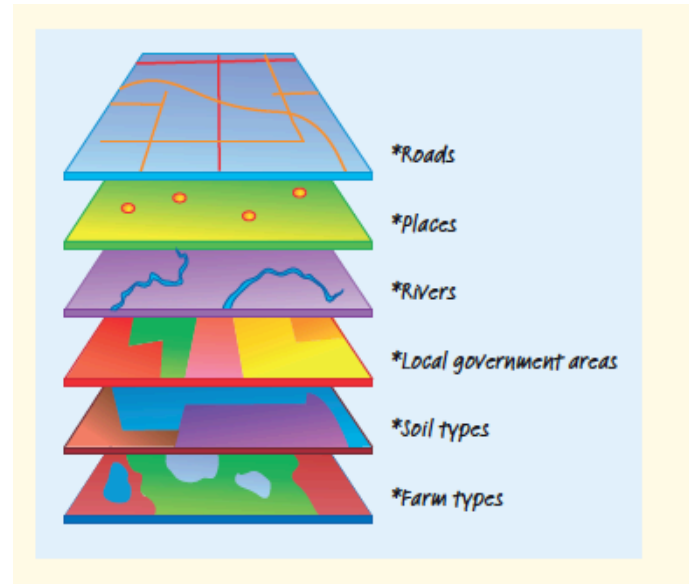 *Roads
*Places
*Rivers
*Local government areas
*Soil types
*Farm types